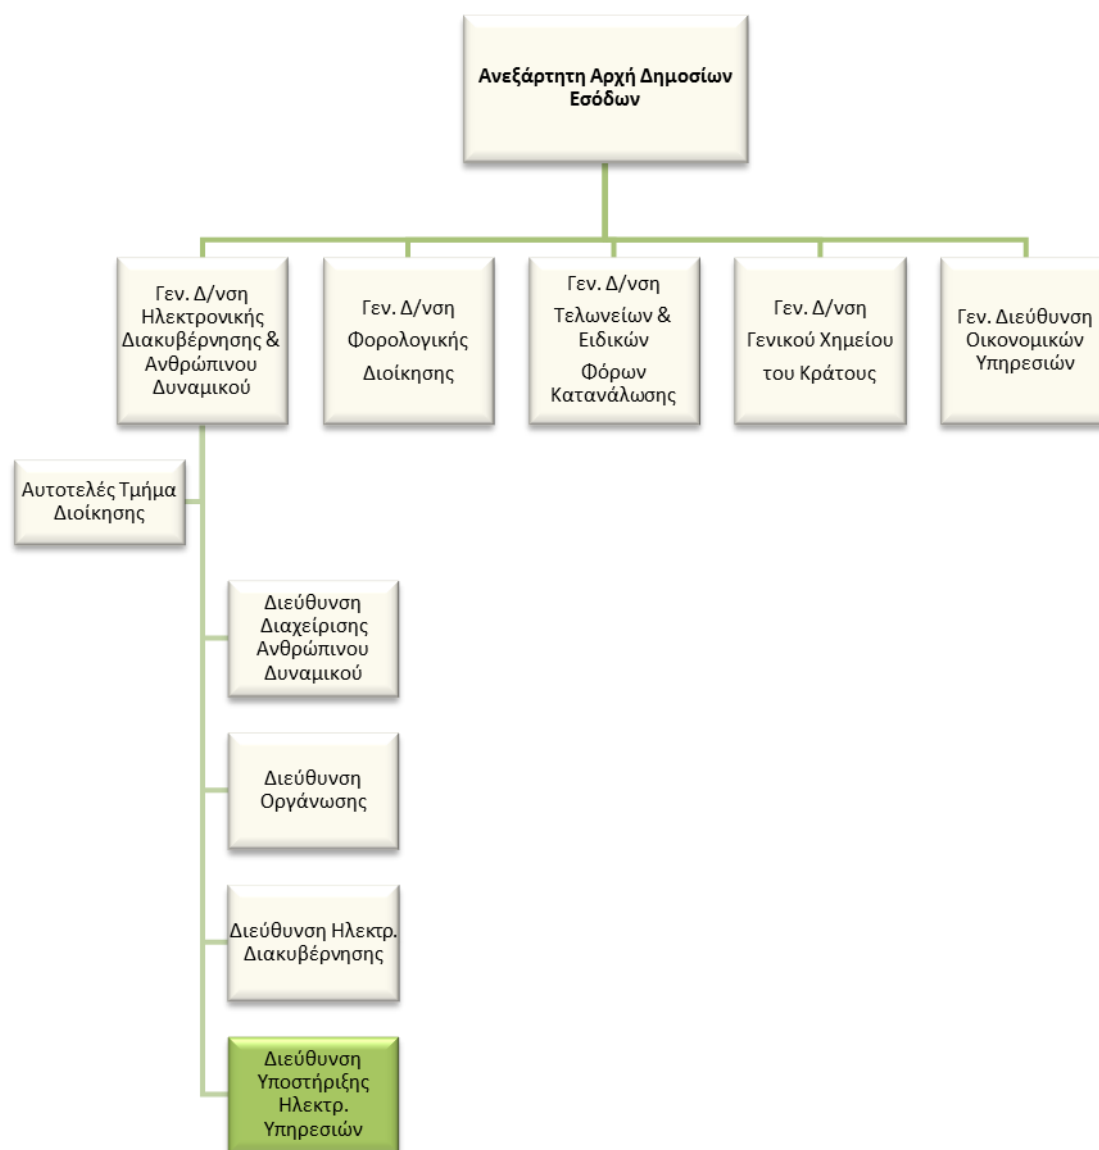 Ανεξάρτητη Αρχή Δημοσίων
Εσόδων
Γεν. Δ/νση
Ηλεκτρονικής
Διακυβέρνησης &
Ανθρώπινου
Δυναμικού
Γεν. Δ/νση
Φορολογικής
Διοίκησης
Γεν. Δ/νση
Τελωνείων &
Ειδικών
Φόρων
Κατανάλωσης
Γεν. Δ/νση
Γενικού Χημείου
του Κράτους
Γεν. Διεύθυνση
Οικονομικών
Υπηρεσιών
Αυτοτελές Τμήμα
Διοίκησης
Διεύθυνση
Διαχείρισης
Ανθρώπινου
Δυναμικού
Διεύθυνση
Οργάνωσης
Διεύθυνση Ηλεκτρ.
Διακυβέρνησης
Διεύθυνση
Υποστήριξης
Ηλεκτρ.
Υπηρεσιών